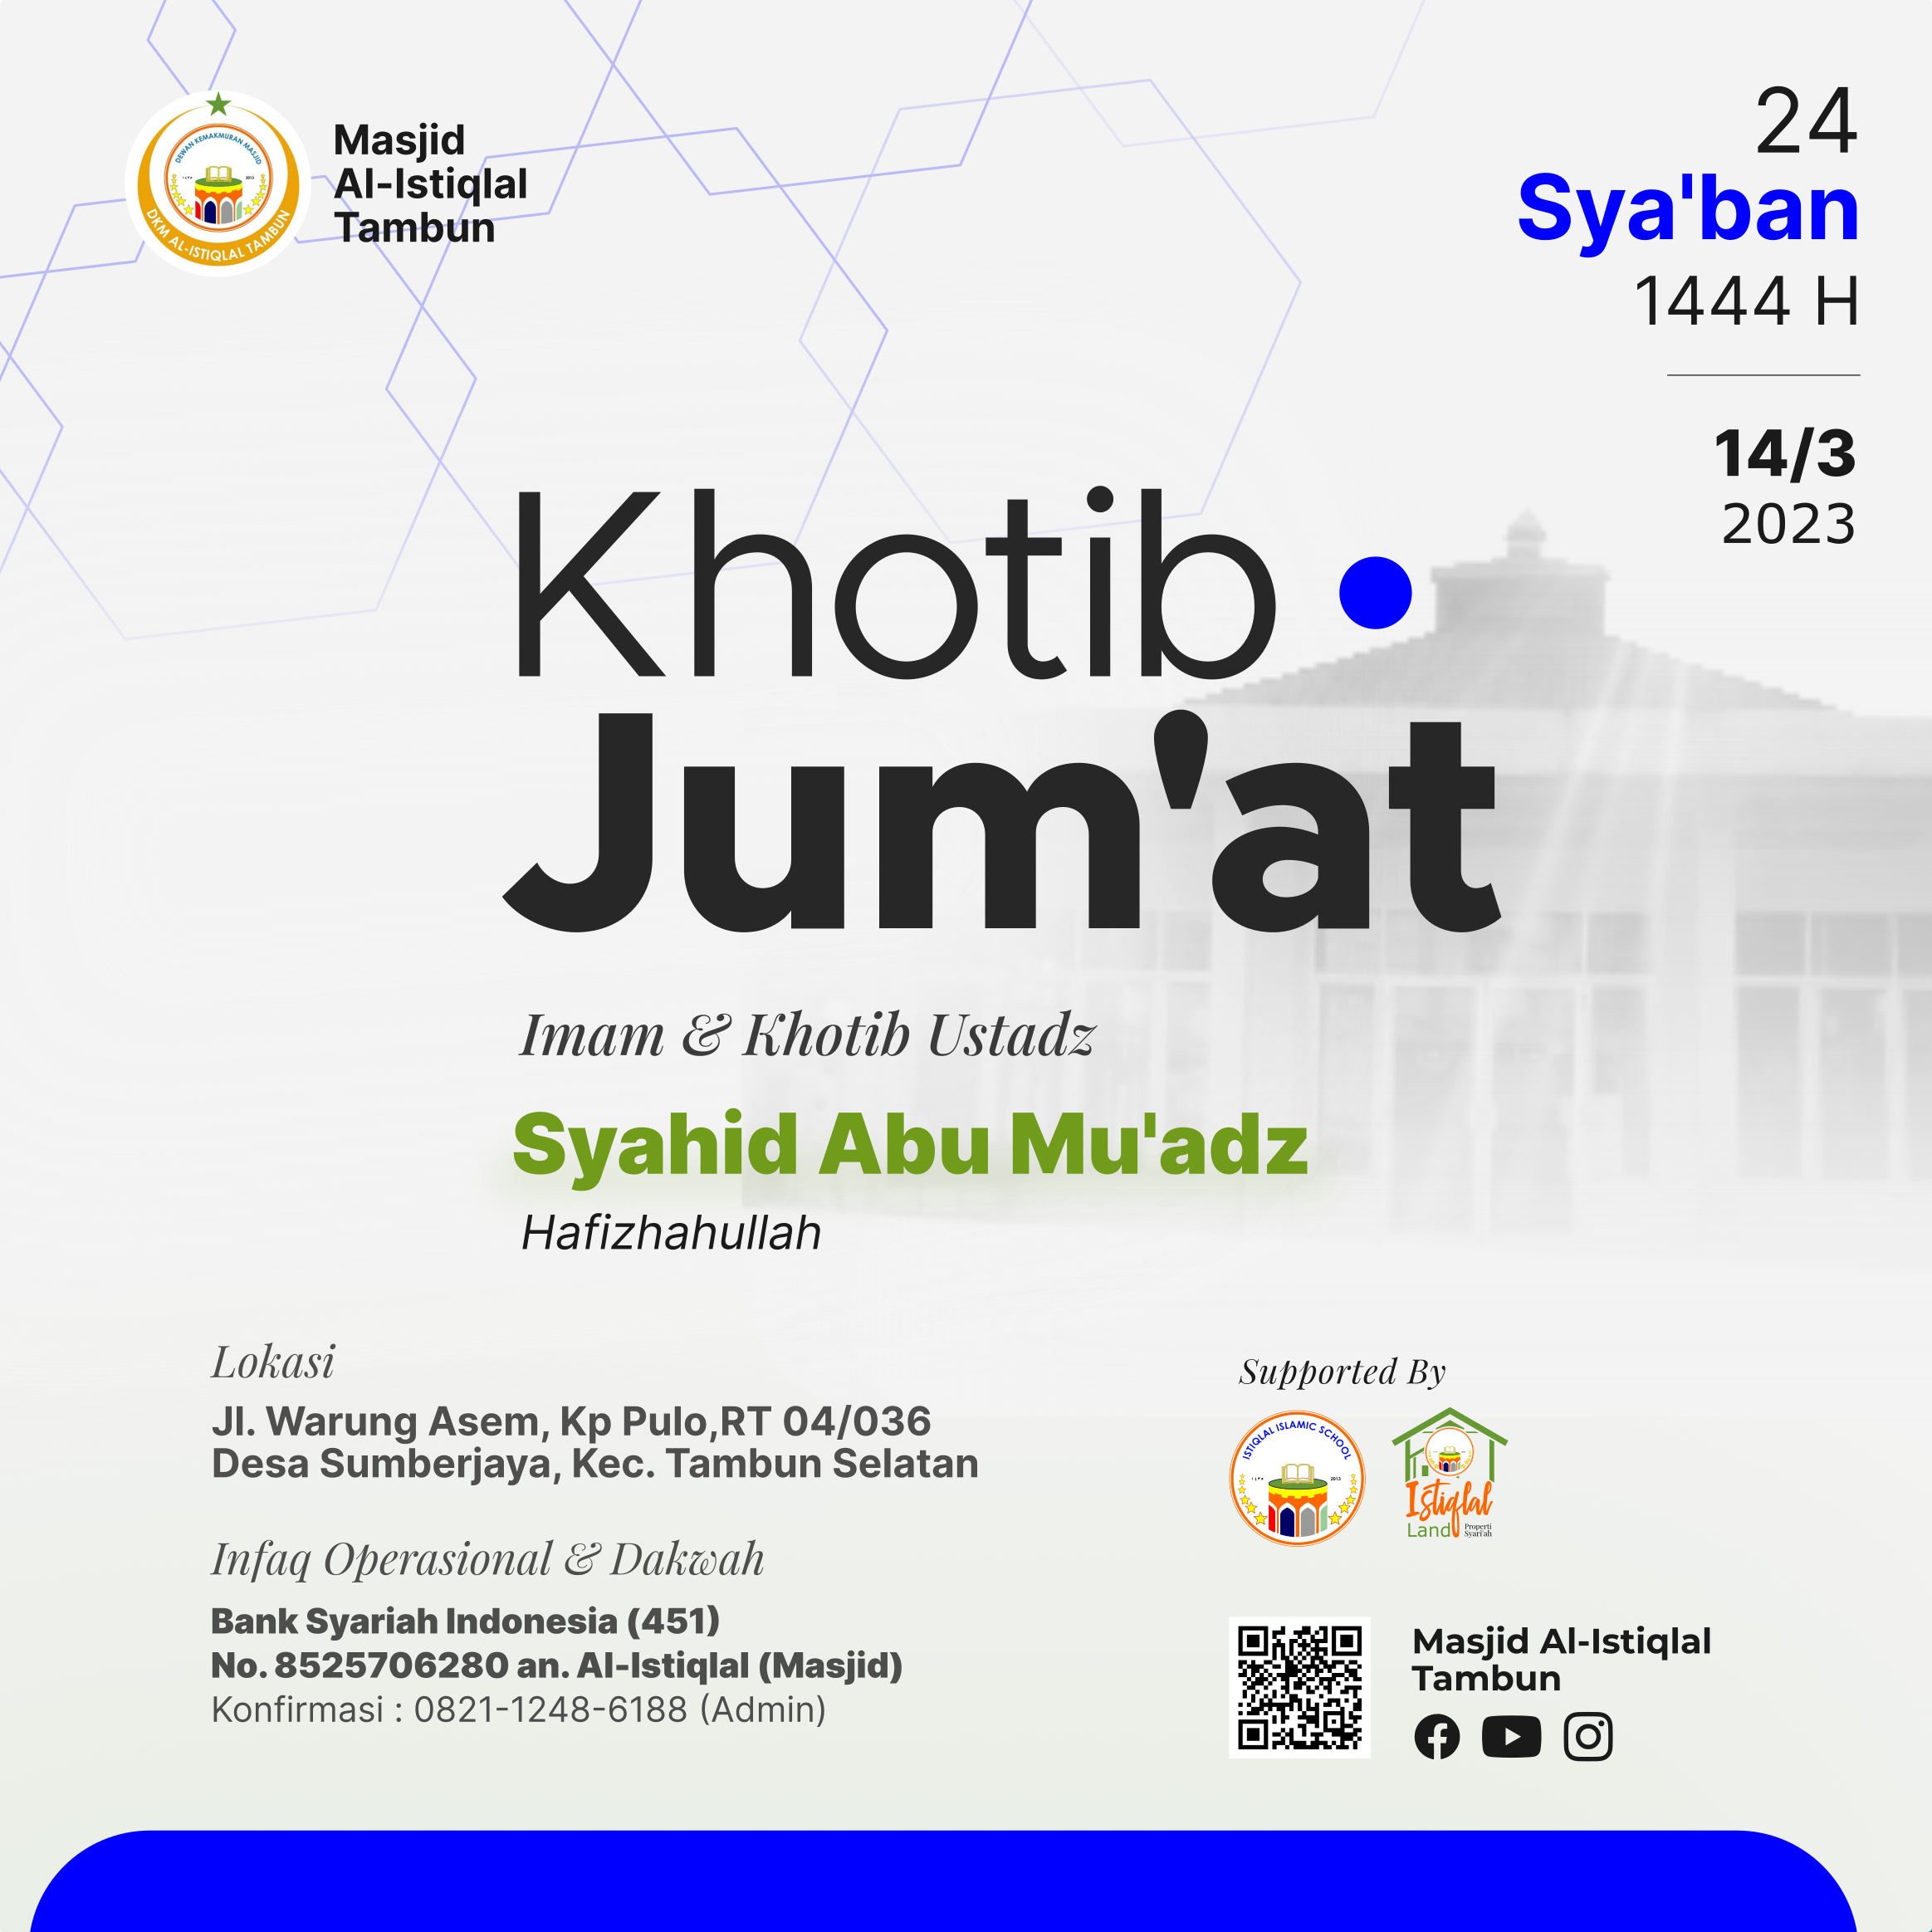 DEWAN KEMAKMURAN MASJID
2013
DKM AL-ISTIQLAL TAMBUN
Masjid
Al-Istiqlal
Tambun
24
Sya'ban
1444 H
14/3
2023
Khotib
Jum'at
Imam & Khotib Ustadz
Syahid Abu Mu'adz
Hafizhahullah
Lokasi
Jl. Warung Asem, Kp Pulo,RT 04/036
Desa Sumberjaya, Kec. Tambun Selatan
Infaq Operasional & Dakwah
Bank Syariah Indonesia (451)
No. 8525706280 an. Al-Istiqlal (Masjid)
Konfirmasi : 0821-1248-6188 (Admin)
Supported By
ISTIQLAL ISLAMIC SCHOOL
2013
Istiqlal
Land
Properti
Syari'ah
Masjid Al-Istiqlal
Tambun